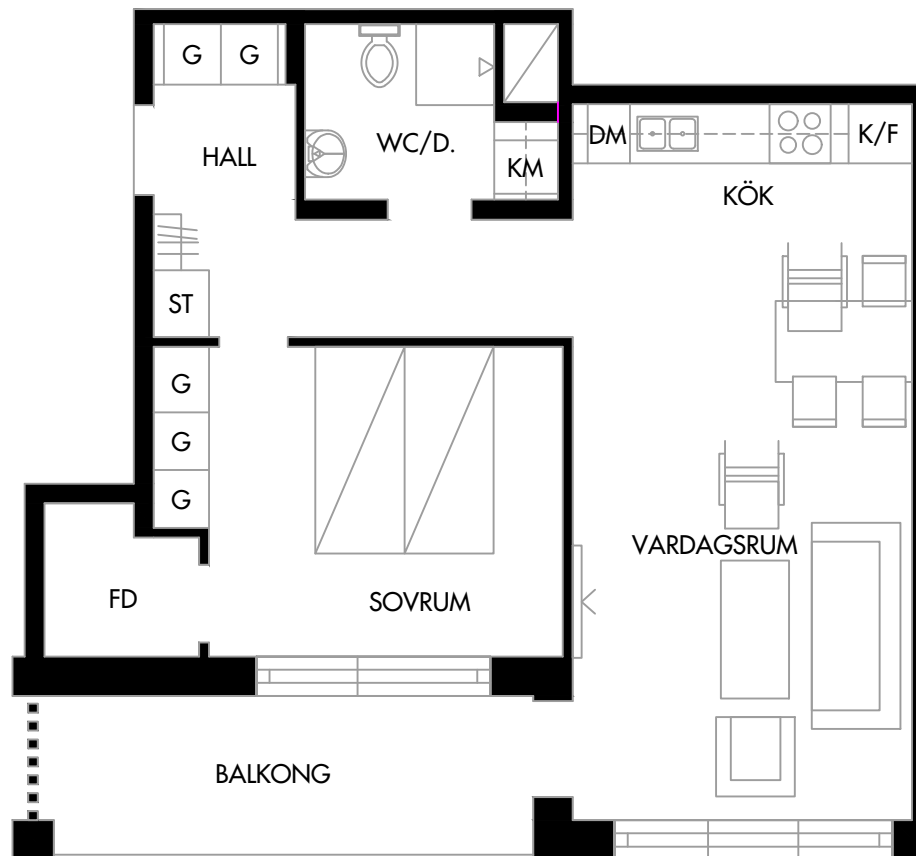 G G
HALL
WC/D.
KM
DM
K/F
KÖK
ST
G
G
G
VARDAGSRUM
FD
SOVRUM
BALKONG